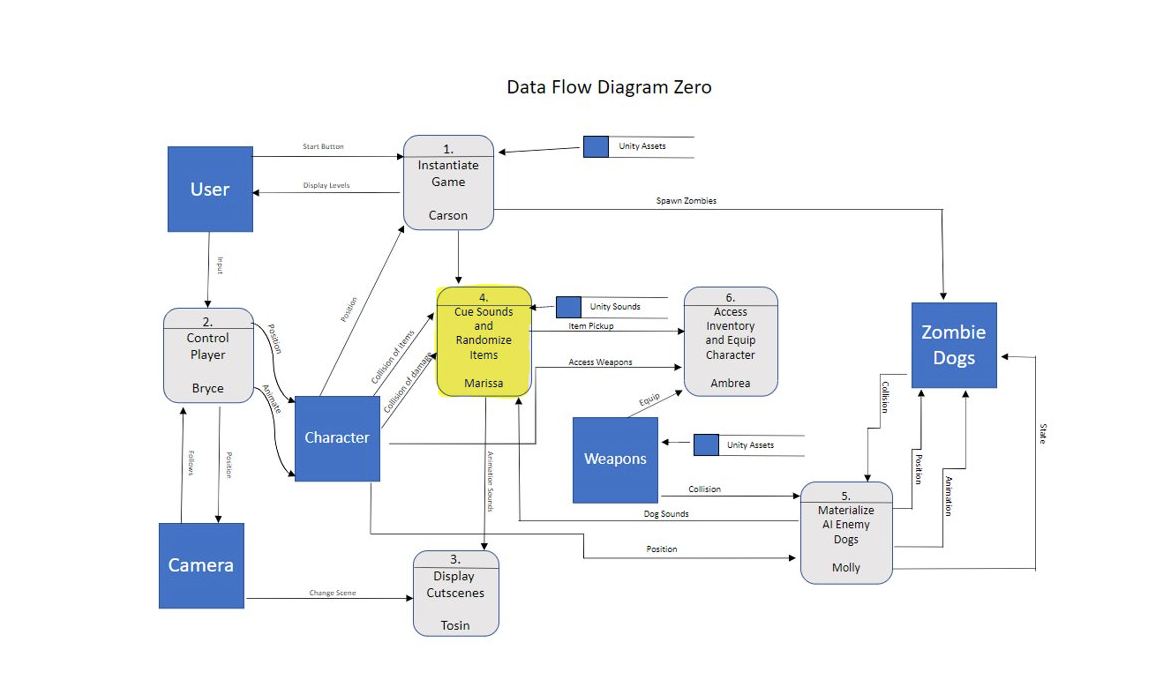 Data Flow Diagram Zero
User
Start Button
Display Levels
1.
Instantiate
Game
Carson
Unity Assets
Spawn Zombies
Input
Position
2.
Control
Player
Bryce
Position
Animate
Collision of items
Collision of damage
4.
Cue Sounds
and
Randomize
Items
Marissa
Unity Sounds
Item Pickup
Access Weapons
6.
Access
Inventory
and Equip
Character
Ambrea
Zombie
Dogs
Character
Equip
Weapons
Unity Assets
Collision
State
Follows
Position
Animation Sounds
Collision
Dog Sounds
Position
Position
Animation
5.
Materialize
AI Enemy
Dogs
Molly
Camera
Change Scene
3.
Display
Cutscenes
Tosin